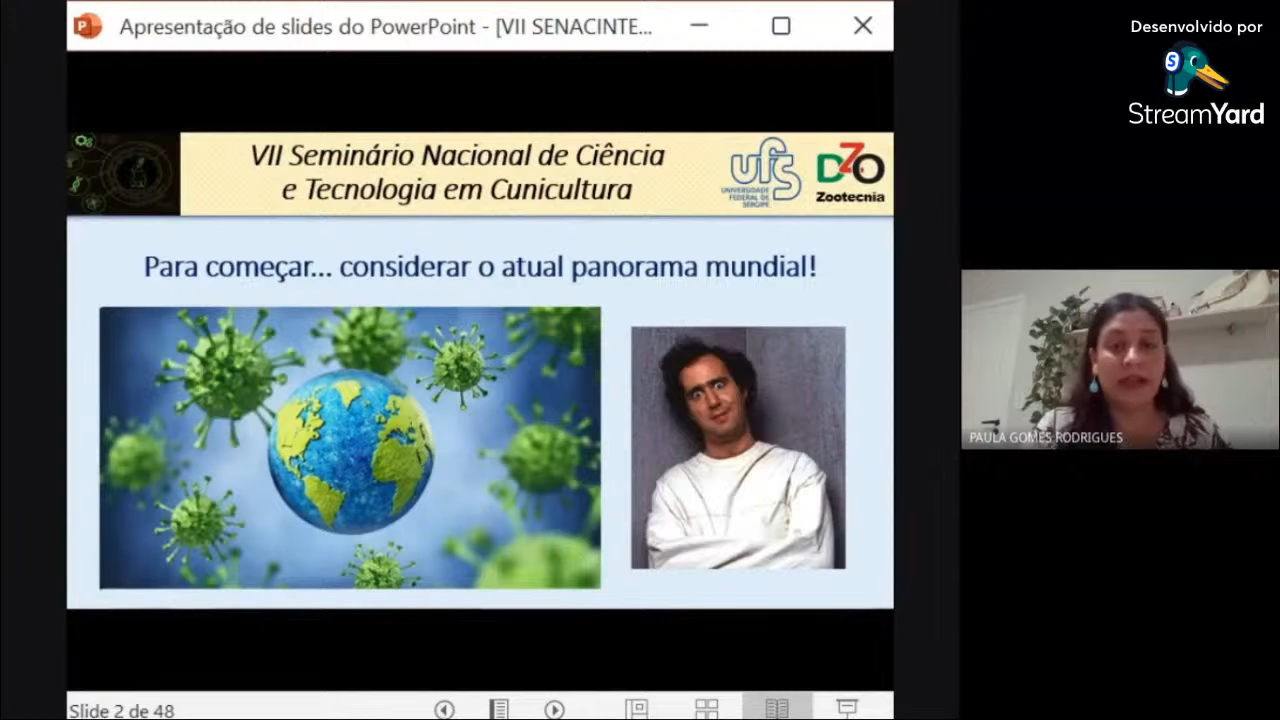 Apresentação de slides do PowerPoint - [VII SENACINTE...
Desenvolvido por
StreamYard
VII Seminário Nacional de Ciência
e Tecnologia em Cunicultura
ufs
UNIVERSIDADE
FEDERAL DE
SERGIPE
DZO
Zootecnia
Para começar... considerar o atual panorama mundial!
PAULA GOMES RODRIGUES
Slide 2 de 48